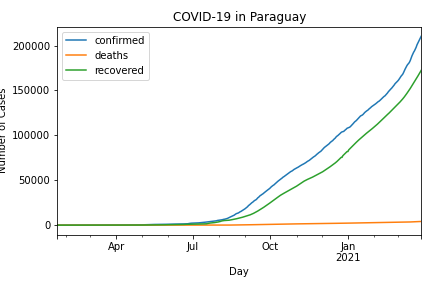 COVID-19 in Paraguay
confirmed
deaths
recovered
200000
150000
100000
50000
0
Number of Cases
Apr
Jul
Oct
Jan
2021
Day